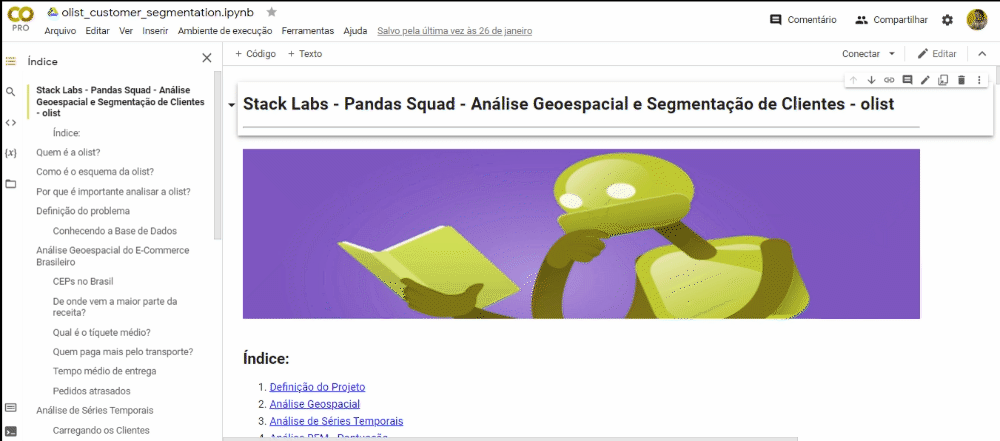 CO
PRO
olist_customer_segmentation.ipynb
Comentário
Compartilhar
Arquivo Editar Ver Inserir Ambiente de execução Ferramentas Ajuda Salvo pela última vez às 26 de janeiro
Índice
+ Código + Texto
Conectar
Editar
Stack Labs - Pandas Squad - Análise
Geoespacial e Segmentação de Clientes
- olist
Índice:
Quem é a olist?
Como é o esquema da olist?
Por que é importante analisar a olist?
Definição do problema
Conhecendo a Base de Dados
Análise Geoespacial do E-Commerce
Brasileiro
CEPs no Brasil
De onde vem a maior parte da
receita?
Qual é o tíquete médio?
Quem paga mais pelo transporte?
Tempo médio de entrega
Pedidos atrasados
Análise de Séries Temporais
Carregando os Clientes
{x}
Stack Labs - Pandas Squad - Análise Geoespacial e Segmentação de Clientes - olist
Índice:
1. Definição do Projeto
2. Análise Geospacial
3. Análise de Séries Temporais
4. Análise RFM - Pontuação